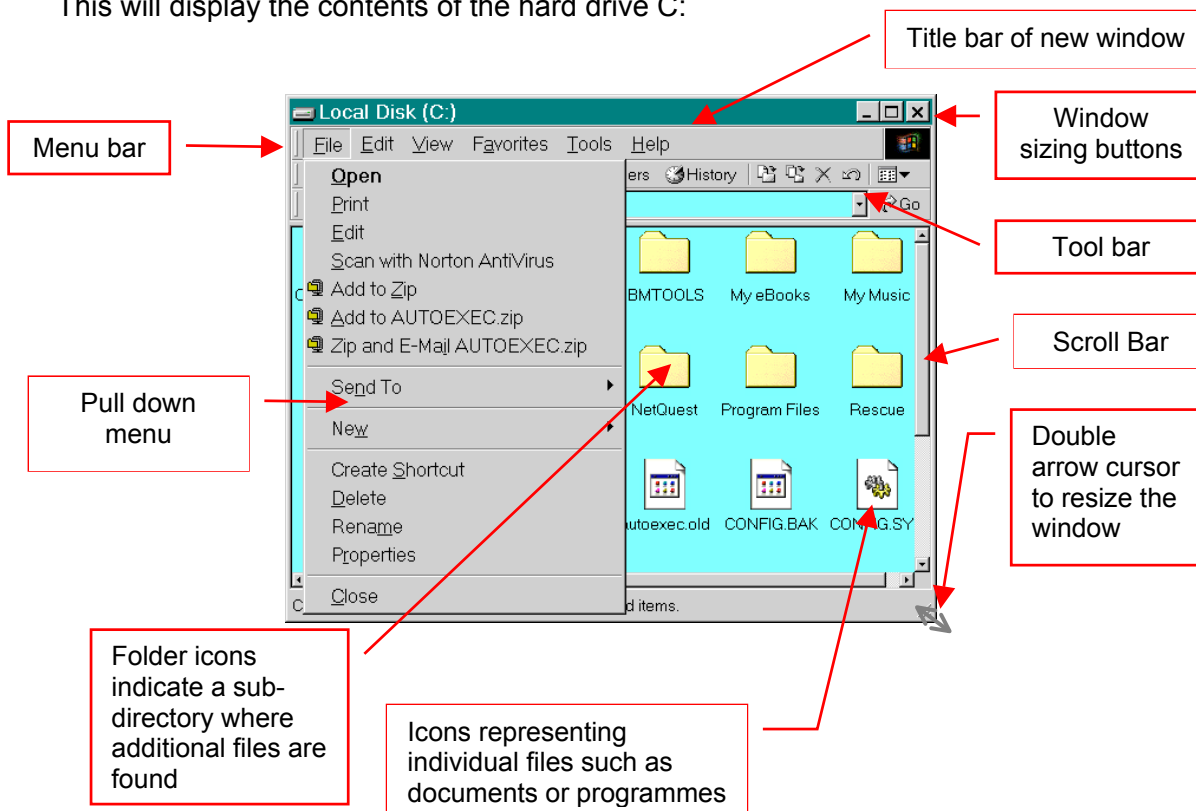 This will display the contents of the hard drive C:
Title bar of new window
Local Disk (C:)
Window
sizing buttons
Menu bar
File Edit View Favorites Tools Help
History
Go
Tool bar
Open
Print
Edit
Scan with Norton AntiVirus
Add to Zip
Add to AUTOEXEC.zip
Zip and E-Mail AUTOEXEC.zip
Send To
New
Create Shortcut
Delete
Rename
Properties
Close
BMTOOLS My eBooks My Music
NetQuest Program Files Rescue
utoexec.old CONFIG.BAK
d items.
Scroll Bar
Pull down
menu
Double
arrow cursor
to resize the
window
Folder icons
indicate a sub-
directory where
additional files are
found
Icons representing
individual files such as
documents or programmes